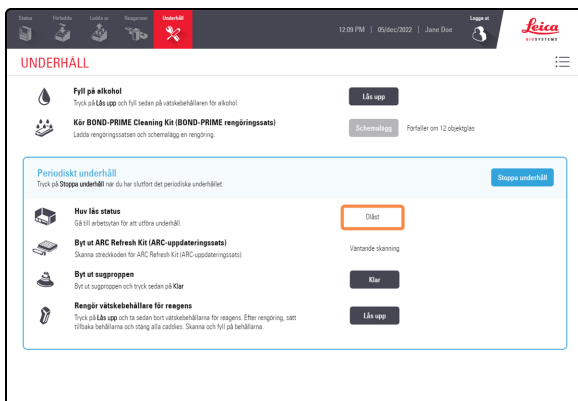 Status
Förladda
Ladda ur
Reagenser
Underhåll
12:09 PM | 05/dec/2022 | Jane Doe
Logga ut
Leica
BIOSYSTEMS
UNDERHÅLL
Fyll på alkohol
Tryck på Lås upp och fyll sedan på vätskebehållaren för alkohol.
Lås upp
Kör BOND-PRIME Cleaning Kit (BOND-PRIME rengöringssats)
Ladda rengöringssatsen och schemalägg en rengöring.
Schemalägg
Förfaller om 12 objektglas
Periodiskt underhåll
Tryck på Stoppa underhåll när du har slutfört det periodiska underhållet.
Stoppa underhåll
Huv lås status
Gå till arbetsytan för att utföra underhåll.
Olåst
Byt ut ARC Refresh Kit (ARC-uppdateringssats)
Skanna streckkoden för ARC Refresh Kit (ARC-uppdateringssats).
Väntande skanning
Byt ut sugproppen
Byt ut sugproppen och tryck sedan på Klar
Klar
Rengör vätskebehållare för reagens
Tryck på Lås upp och ta sedan bort vätskebehållarna för reagens. Efter rengöring, sätt
tillbaka behållarna och stäng alla caddies. Skanna och fyll på behållarna.
Lås upp